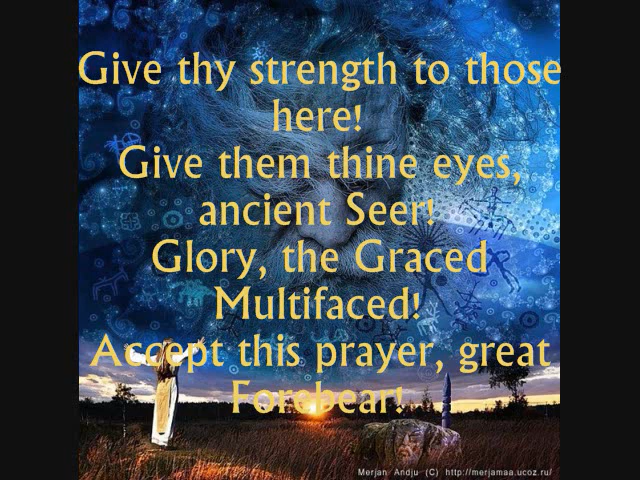 Give thy strength to those
here!
Give them thine eyes,
ancient Seer!
Glory, the Graced
Multifaced!
Accept this prayer, great
Forebear!
Merjan Andju (C) http://merjamaa.ucoz.ru/